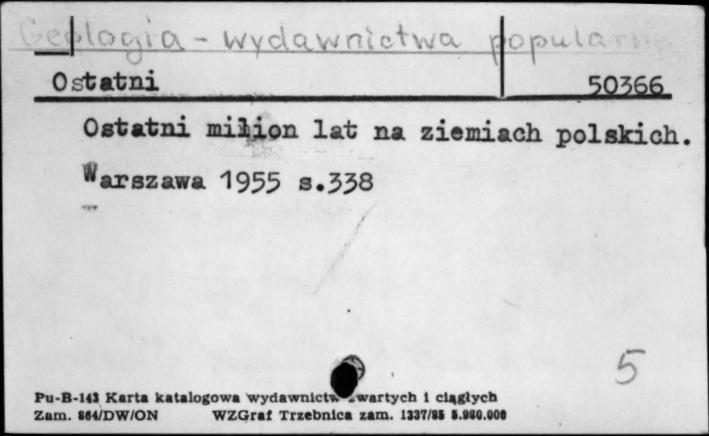 Geologia - wydawnictwa popularne
Ostatni 50366
Ostatni milion lat na ziemiach polskich.
Warszawa 1955 s.338
5
Pu-B-143 Karta katalogowa wydawnictw zwartych i ciągłych
Zam. 864/DW/ON WZGraf Trzebnica zam. 1337/85 5.980.000